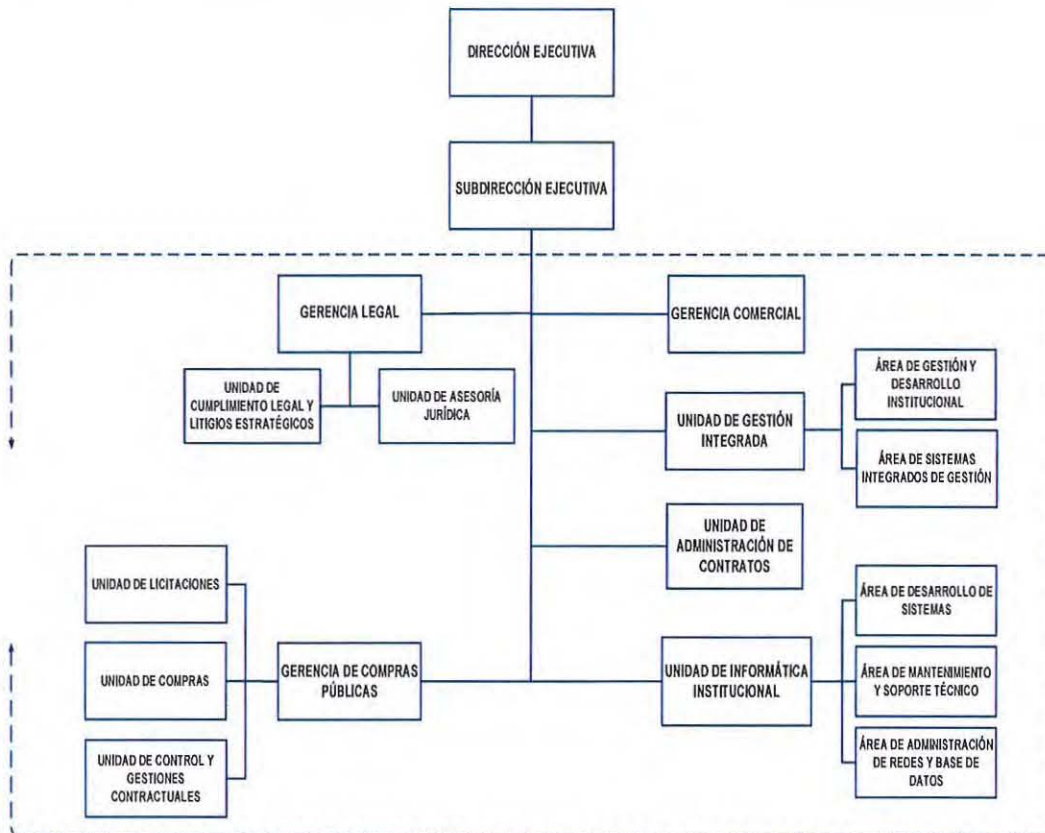 DIRECCIÓN EJECUTIVA
SUBDIRECCIÓN EJECUTIVA
GERENCIA LEGAL
GERENCIA COMERCIAL
UNIDAD DE
CUMPLIMIENTO LEGAL Y
LITIGIOS ESTRATÉGICOS
UNIDAD DE ASESORÍA
JURÍDICA
UNIDAD DE GESTIÓN
INTEGRADA
ÁREA DE GESTIÓN Y
DESARROLLO
INSTITUCIONAL
ÁREA DE SISTEMAS
INTEGRADOS DE GESTIÓN
UNIDAD DE
ADMINISTRACIÓN DE
CONTRATOS
UNIDAD DE LICITACIONES
UNIDAD DE COMPRAS
UNIDAD DE CONTROL Y
GESTIONES
CONTRACTUALES
GERENCIA DE COMPRAS
PÚBLICAS
UNIDAD DE INFORMÁTICA
INSTITUCIONAL
ÁREA DE DESARROLLO DE
SISTEMAS
ÁREA DE MANTENIMIENTO
Y SOPORTE TÉCNICO
ÁREA DE ADMINISTRACIÓN
DE REDES Y BASE DE
DATOS